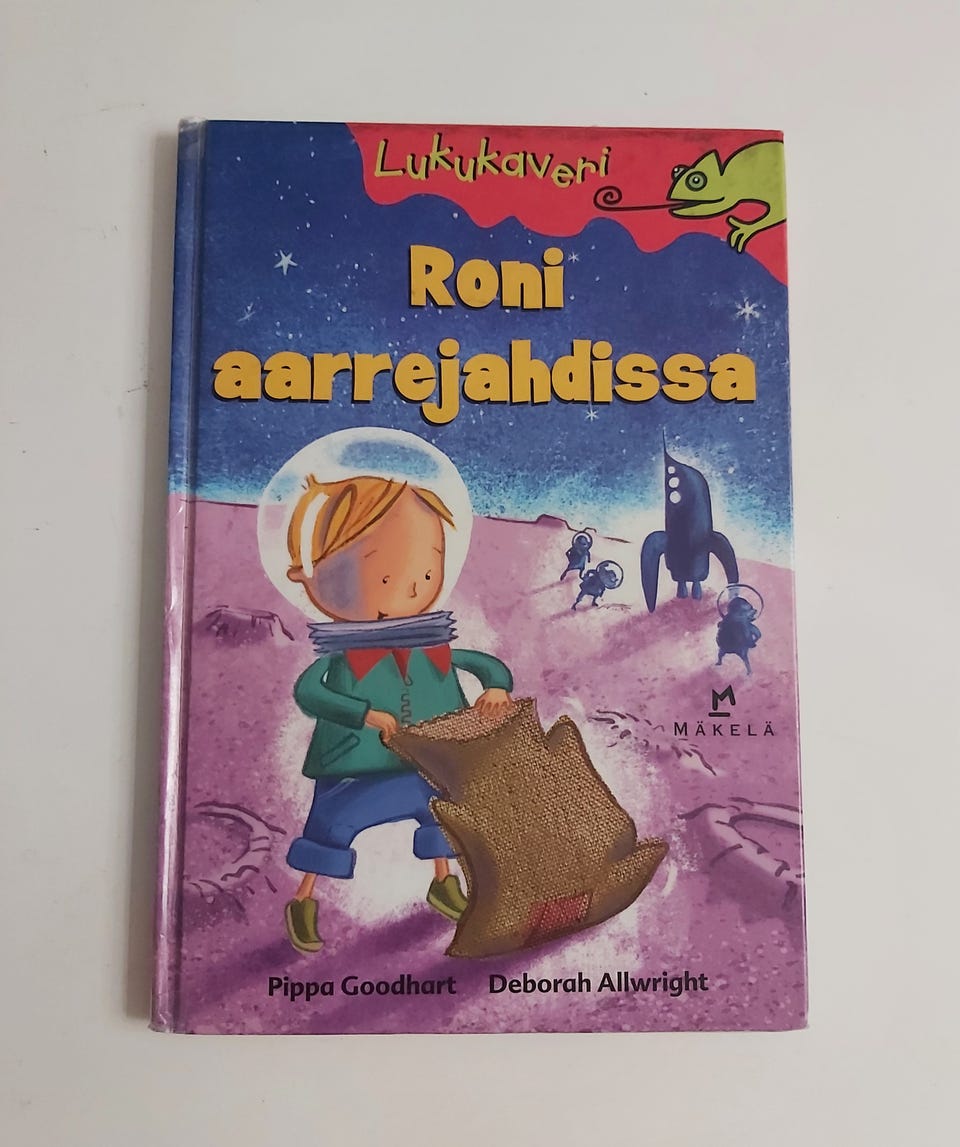 Lukukaveri
Roni
aarrejahdissa
M
MÄKELÄ
Pippa Goodhart Deborah Allwright